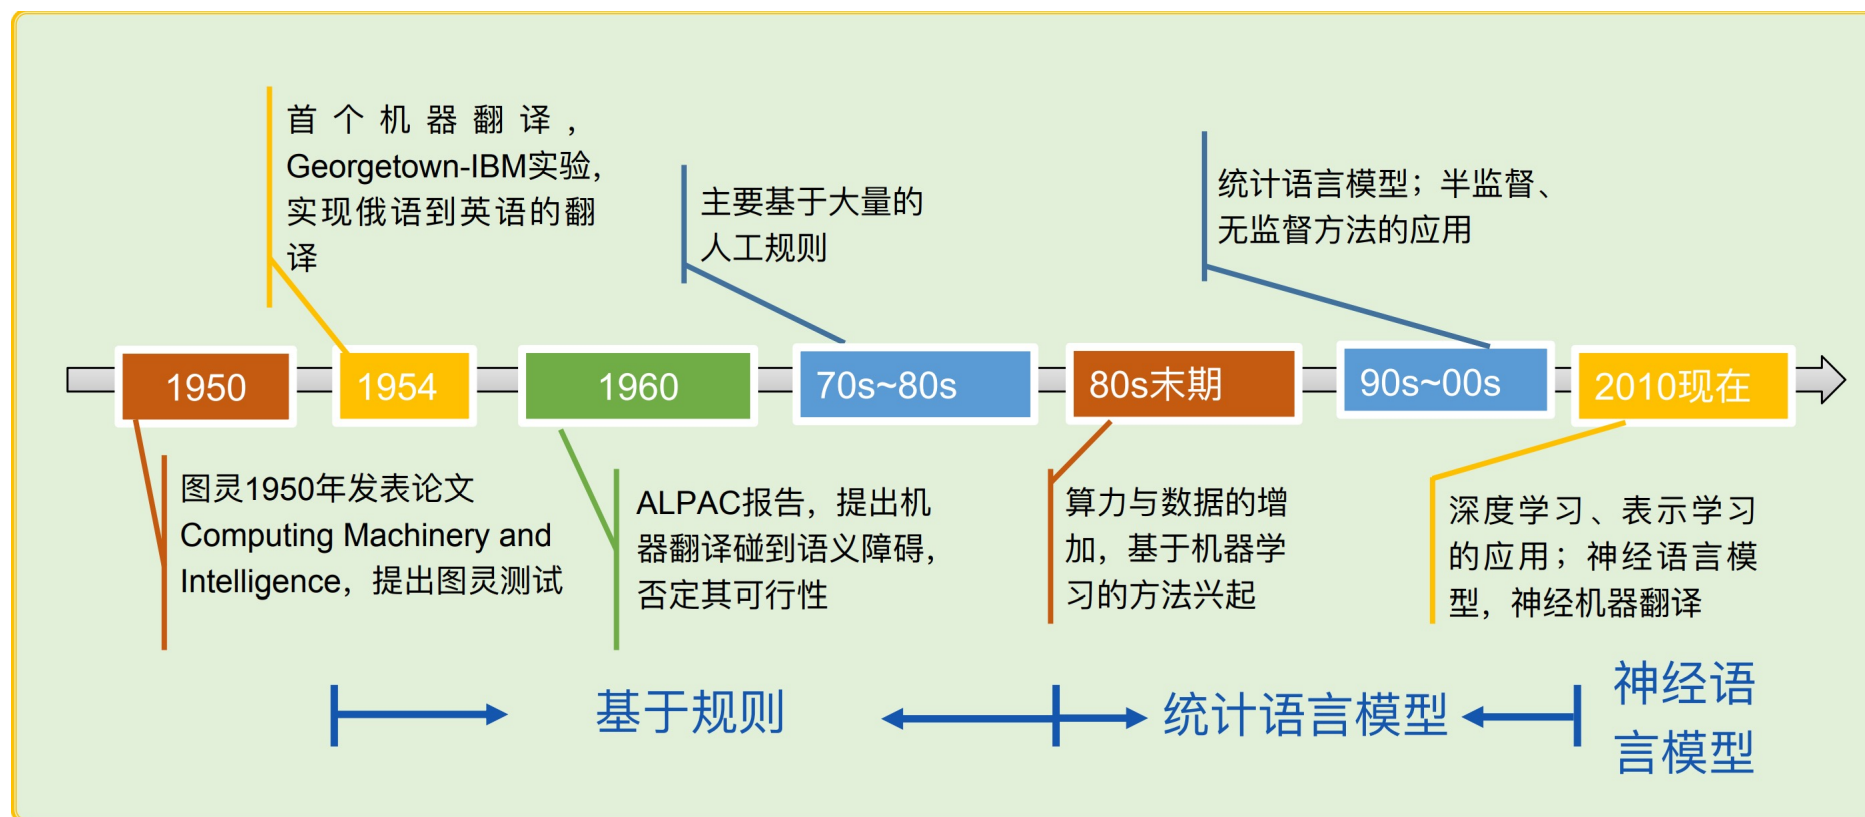 首个机器翻译，
Georgetown-IBM实验，
实现俄语到英语的翻
译
主要基于大量的
人工规则
统计语言模型；半监督、
无监督方法的应用
1950
1954
1960
70s~80s
80s末期
90s~00s
2010现在
图灵1950年发表论文
Computing Machinery and
Intelligence，提出图灵测试
ALPAC报告，提出机
器翻译碰到语义障碍，
否定其可行性
算力与数据的增
加，基于机器学
习的方法兴起
深度学习、表示学习
的应用；神经语言模
型，神经机器翻译
基于规则
统计语言模型
神经语
言模型